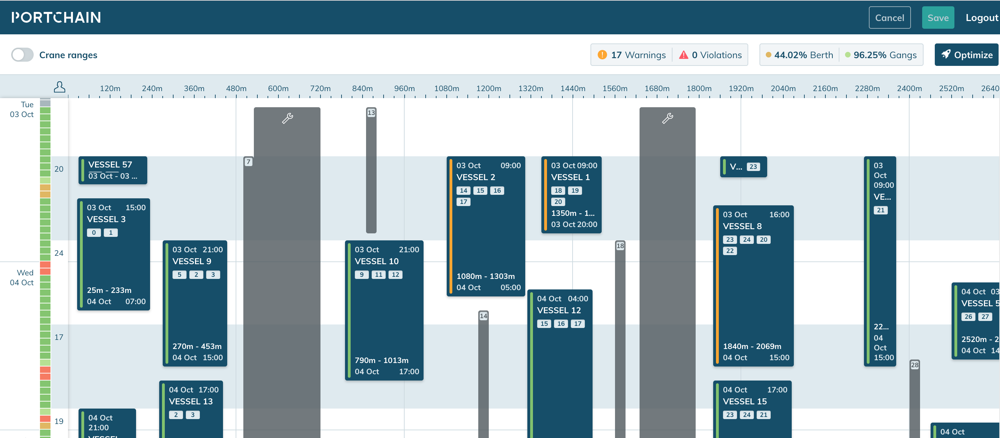 PORTCHAIN
Cancel
Save
Logout
Crane ranges
17 Warnings
0 Violations
44.02% Berth
96.25% Gangs
Optimize
120m 240m 360m 480m 600m 720m 840m 960m 1080m 1200m 1320m 1440m 1560m 1680m 1800m 1920m 2040m 2160m 2280m 2400m 2520m 2640
Tue
03 Oct
20
24
Wed
04 Oct
17
19
VESSEL 57
03 Oct - 03 ...
03 Oct 15:00
VESSEL 3
0 1
25m - 233m
04 Oct 07:00
04 Oct
21:00
03 Oct 21:00
VESSEL 9
5 2 3
270m - 453m
04 Oct 15:00
04 Oct 17:00
VESSEL 13
2 3
7
13
03 Oct 21:00
VESSEL 10
9 11 12
790m - 1013m
04 Oct 17:00
03 Oct 09:00
VESSEL 2
14 15 16
17
1080m - 1303m
04 Oct 05:00
14
03 Oct 09:00
VESSEL 1
18 19
20
1350m - 1...
03 Oct 20:00
04 Oct 04:00
VESSEL 12
15 16 17
18
V... 23
03 Oct 16:00
VESSEL 8
23 24 20
22
1840m - 2069m
04 Oct 15:00
04 Oct 17:00
VESSEL 15
23 24 21
03
Oct
09:00
VE...
21
22...
04
Oct
15:00
28
04 Oct 03
VESSEL 5
26 27
2520m - 2
04 Oct 14
04 Oct